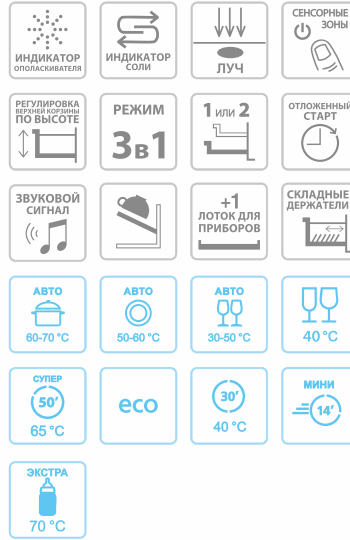 ИНДИКАТОР
ОПОЛАСКИВАТЕЛЯ
ИНДИКАТОР
СОЛИ
ЛУЧ
СЕНСОРНЫЕ
ЗОНЫ
РЕГУЛИРОВКА
ВЕРХНЕЙ КОРЗИНЫ
ПО ВЫСОТЕ
РЕЖИМ
3 в 1
1 ИЛИ 2
ОТЛОЖЕННЫЙ
СТАРТ
ЗВУКОВОЙ
СИГНАЛ
+1
ЛОТОК ДЛЯ
ПРИБОРОВ
СКЛАДНЫЕ
ДЕРЖАТЕЛИ
АВТО
60-70 °C
АВТО
50-60 °C
АВТО
30-50 °C
40 °C
СУПЕР
50’
65 °C
eco
30’
40 °C
МИНИ
14’
ЭКСТРА
70 °C